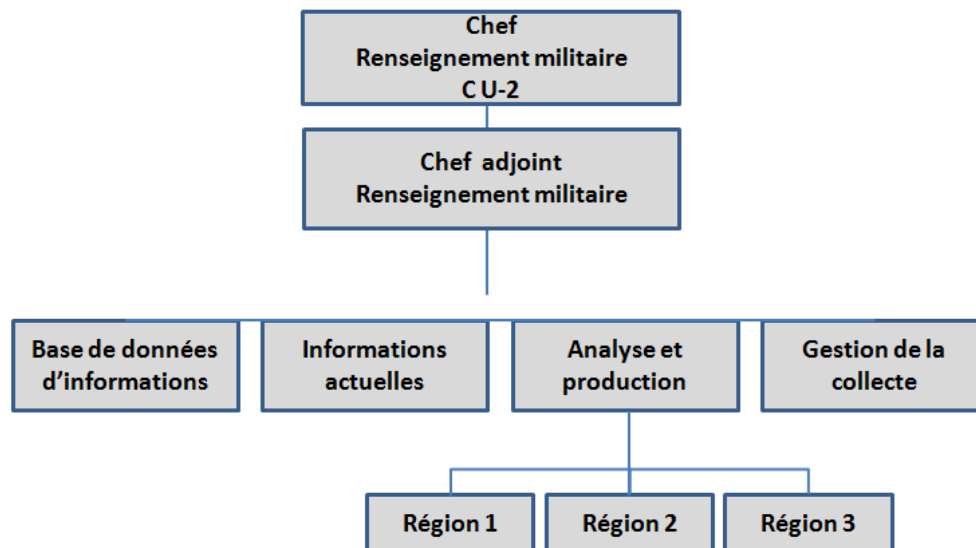 Chef
Renseignement militaire
C U-2
Chef adjoint
Renseignement militaire
Base de données
d’informations
Informations
actuelles
Analyse et
production
Gestion de la
collecte
Région 1
Région 2
Région 3